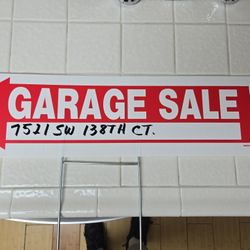 GARAGE SALE
7521 SW 138TH CT.